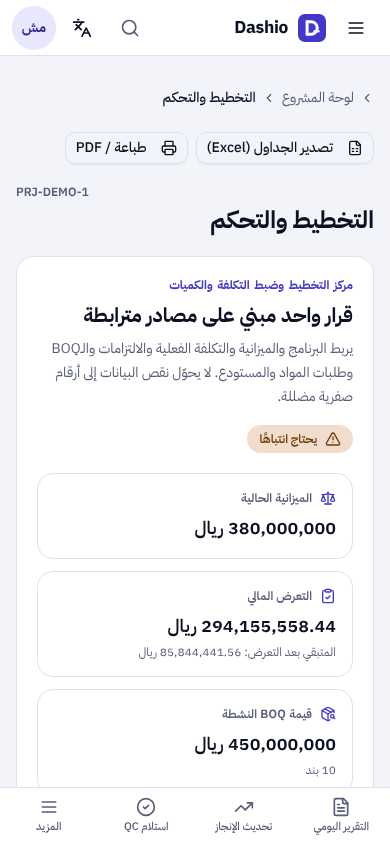 Dashio
مش
لوحة المشروع
التخطيط والتحكم
تصدير الجداول (Excel)
طباعة / PDF
PRJ-DEMO-1
التخطيط والتحكم
مركز التخطيط وضبط التكلفة والكميات
قرار واحد مبني على مصادر مترابطة
يربط البرنامج والميزانية والتكلفة الفعلية والالتزامات والـBOQ
وطلبات المواد والمستودع. لا يحوّل نقص البيانات إلى أرقام
صفرية مضللة.
يحتاج انتباهًا
الميزانية الحالية
380,000,000 ريال
التعرض المالي
294,155,558.44 ريال
المتبقي بعد التعرض: 85,844,441.56 ريال
قيمة BOQ النشطة
450,000,000 ريال
10 بند
التقرير اليومي
تحديث الإنجاز
استلام QC
المزيد